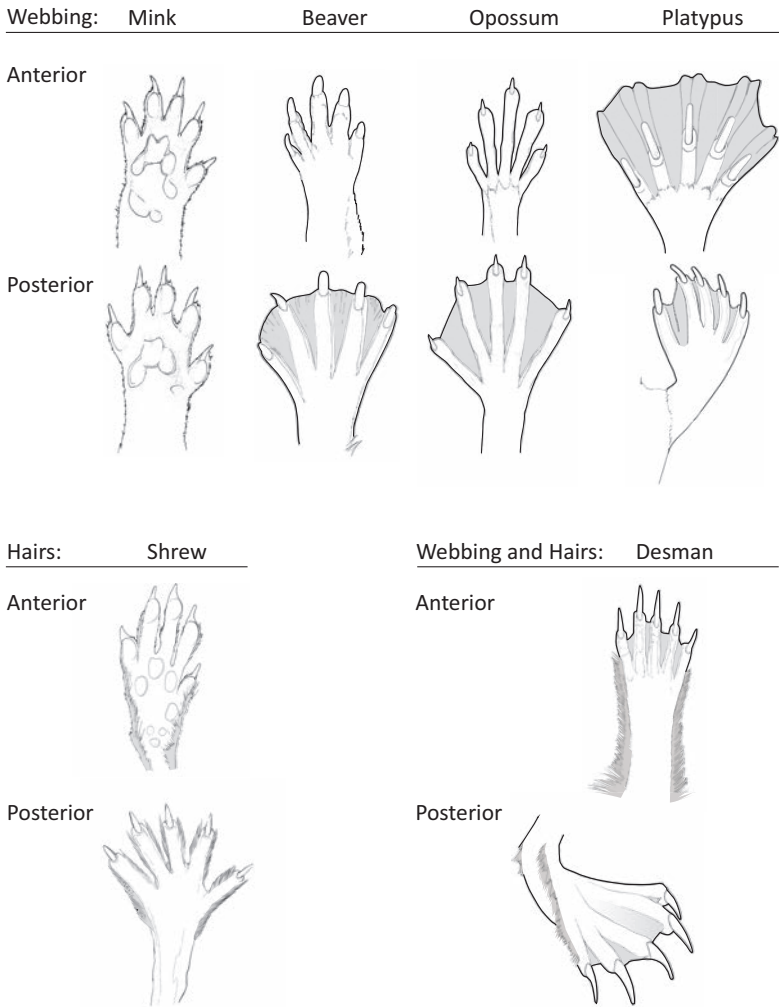 Webbing: Mink Beaver Opossum Platypus
Anterior
Posterior
Hairs: Shrew
Webbing and Hairs: Desman
Anterior
Anterior
Posterior
Posterior